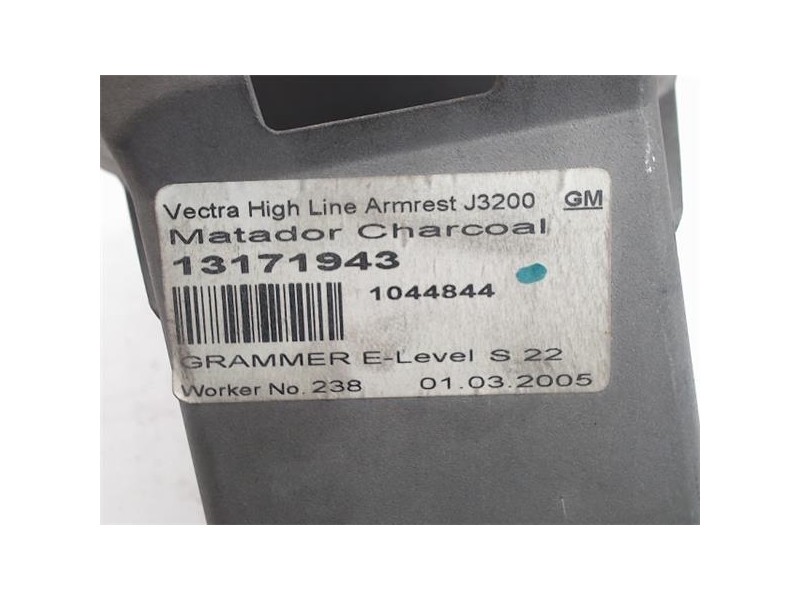 Vectra High Line Armrest J3200 GM
Matador Charcoal
13171943
1044844
GRAMMER E-Level S 22
Worker No. 238 01.03.2005